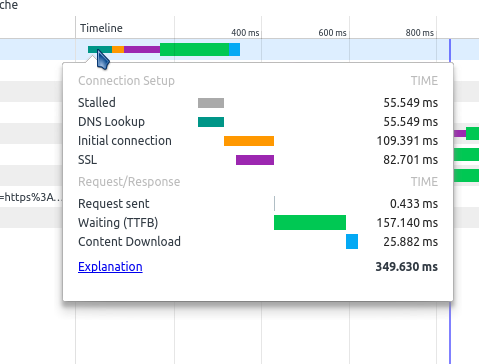 che
Timeline
400 ms
600 ms
800 ms
Connection Setup TIME
Stalled 55.549 ms
DNS Lookup 55.549 ms
Initial connection 109.391 ms
SSL 82.701 ms
Request/Response TIME
=https%3A...
Request sent 0.433 ms
Waiting (TTFB) 157.140 ms
Content Download 25.882 ms
Explanation 349.630 ms